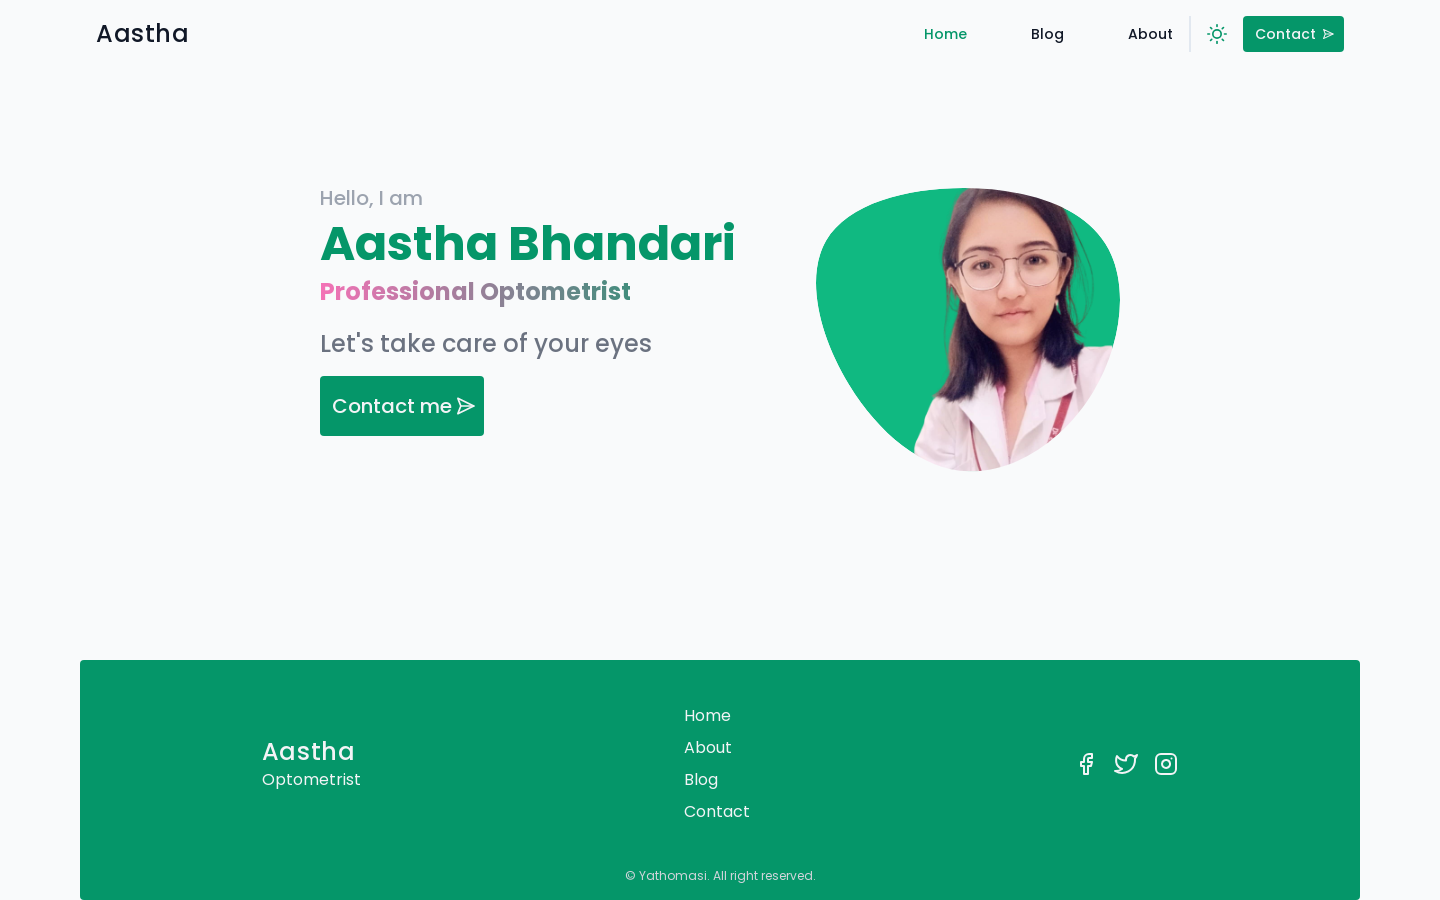 Aastha
Home
Blog
About
Contact
Hello, I am
Aastha Bhandari
Professional Optometrist
Let's take care of your eyes
Contact me
Aastha
Optometrist
Home
About
Blog
Contact
© Yathomasi. All right reserved.